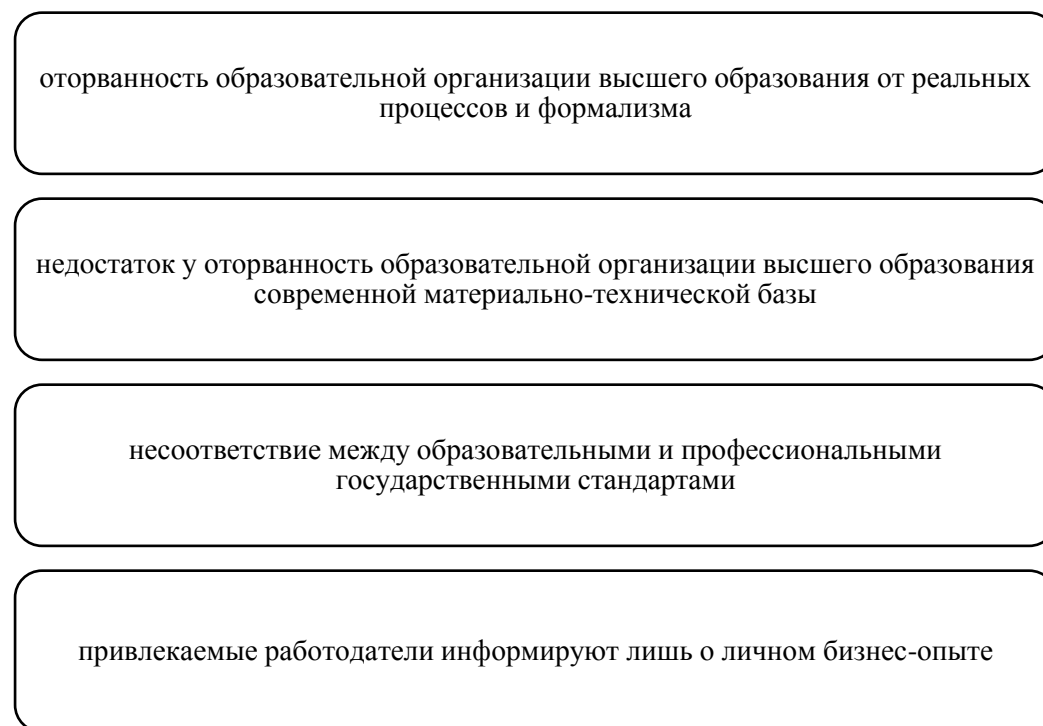 оторванность образовательной организации высшего образования от реальных
процессов и формализма
недостаток у оторванность образовательной организации высшего образования
современной материально-технической базы
несоответствие между образовательными и профессиональными
государственными стандартами
привлекаемые работодатели информируют лишь о личном бизнес-опыте